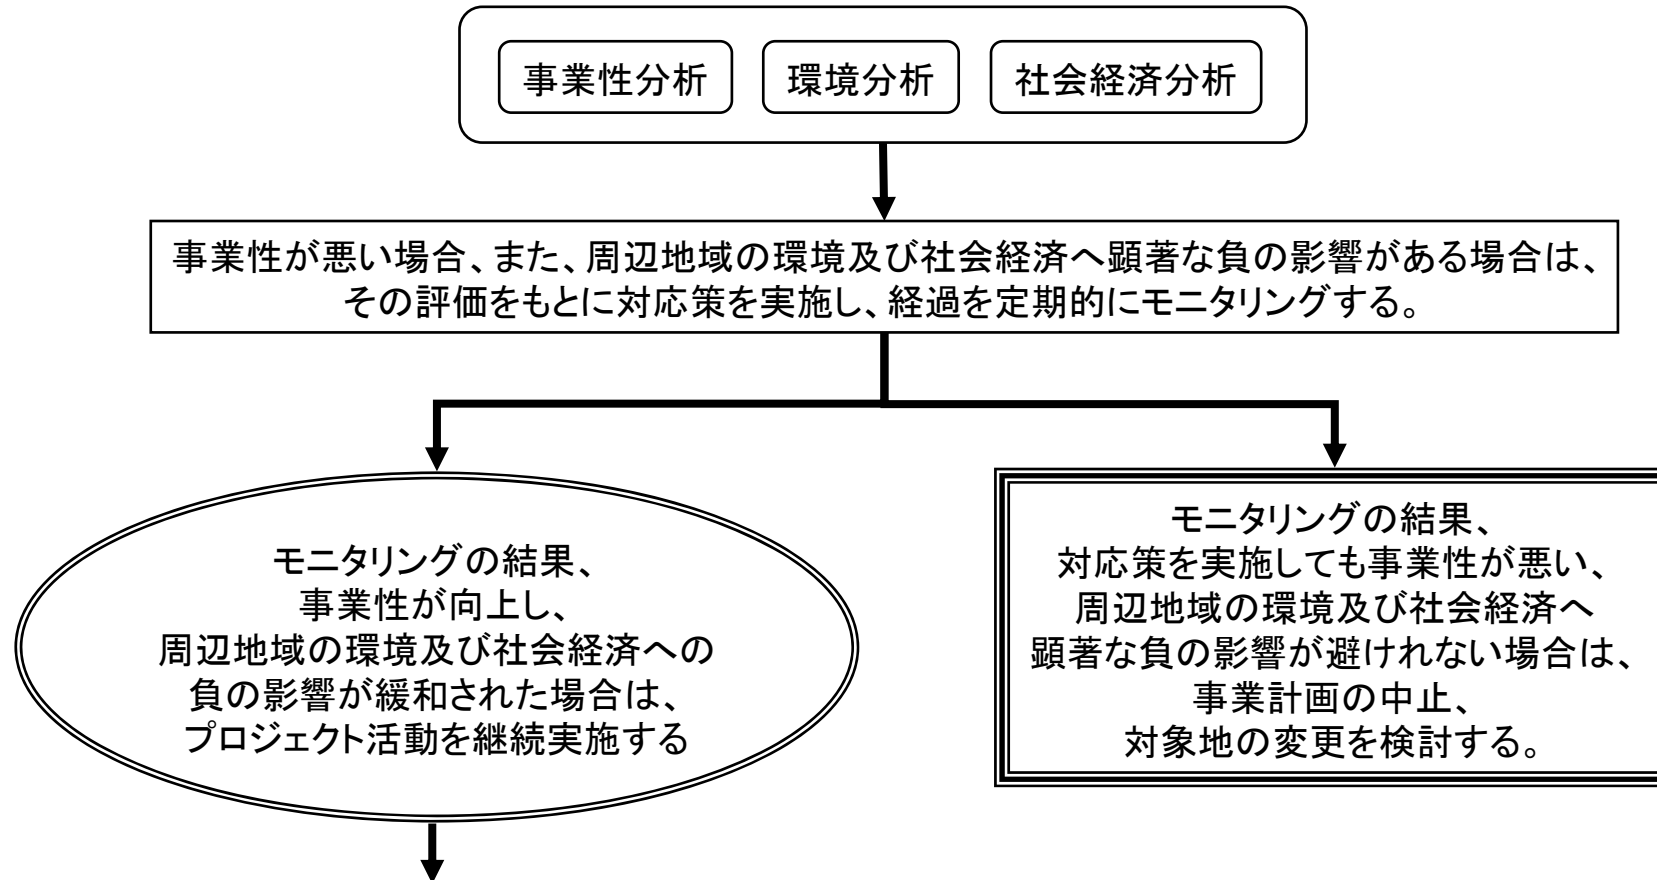 事業性分析
環境分析
社会経済分析
事業性が悪い場合、また、周辺地域の環境及び社会経済へ顕著な負の影響がある場合は、
その評価をもとに対応策を実施し、経過を定期的にモニタリングする。
モニタリングの結果、
事業性が向上し、
周辺地域の環境及び社会経済への
負の影響が緩和された場合は、
プロジェクト活動を継続実施する
モニタリングの結果、
対応策を実施しても事業性が悪い、
周辺地域の環境及び社会経済へ
顕著な負の影響が避けれない場合は、
事業計画の中止、
対象地の変更を検討する。